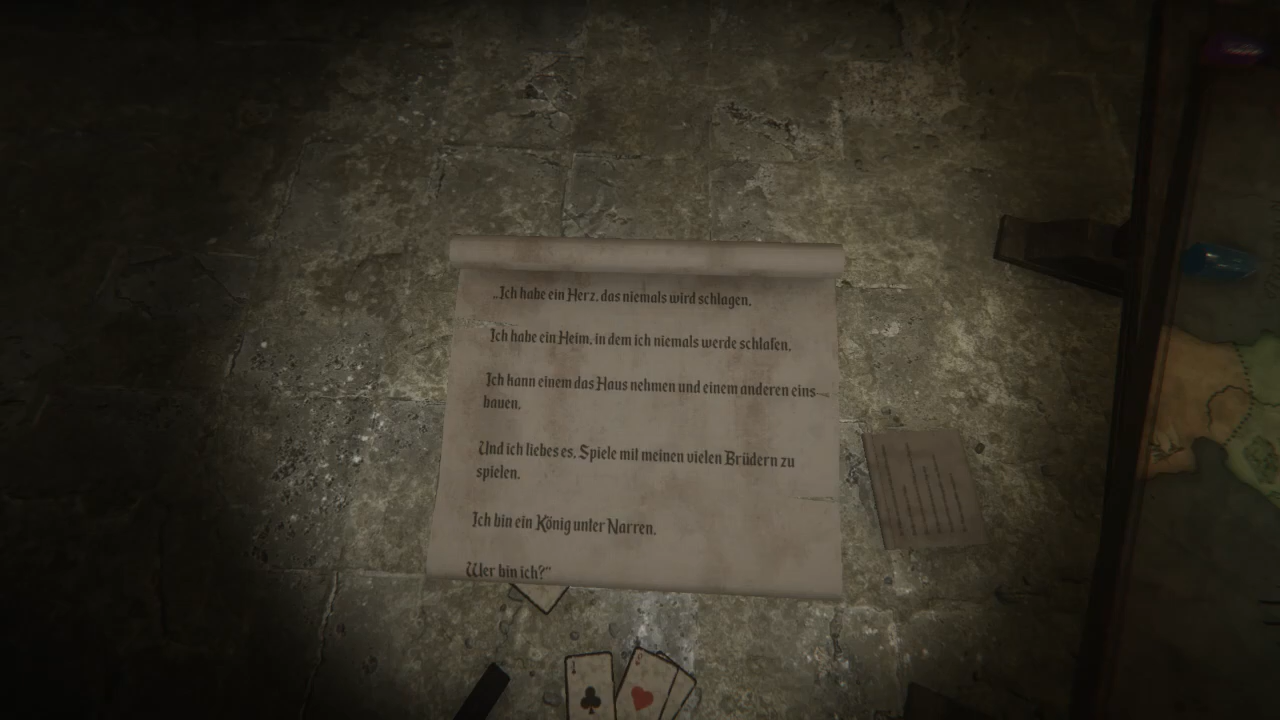 „Ich habe ein Herz, das niemals wird schlagen,
Ich habe ein Heim, in dem ich niemals werde schlafen.
Ich kann einem das Haus nehmen und einem anderen eins
bauen,
Und ich liebes es, Spiele mit meinen vielen Brüdern zu
spielen.
Ich bin ein König unter Narren.
Wer bin ich?“